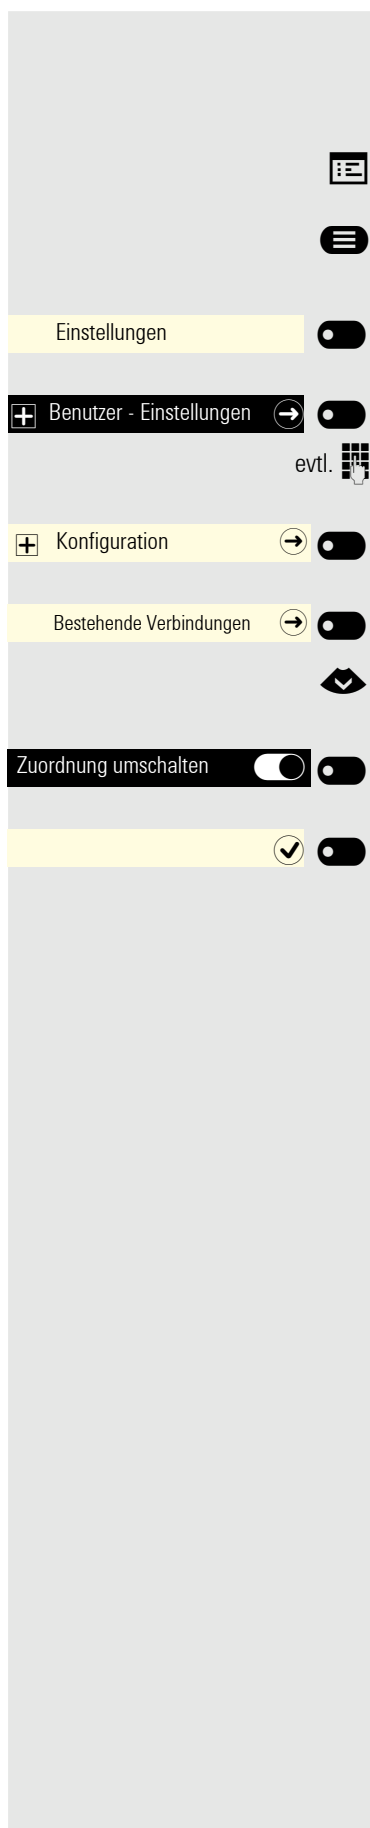 Einstellungen
Benutzer - Einstellungen
evtl.
Konfiguration
Bestehende Verbindungen
Zuordnung umschalten